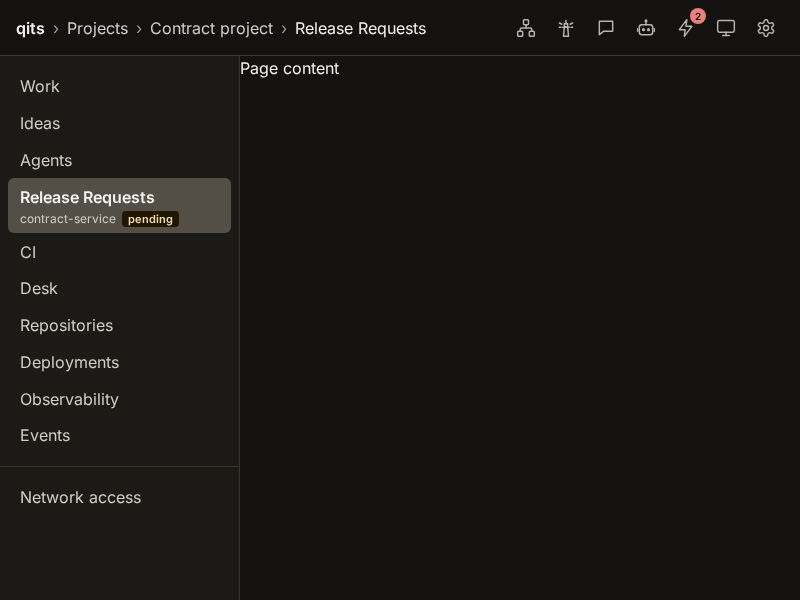 qits › Projects › Contract project › Release Requests
2
Work
Ideas
Agents
Release Requests
contract-service pending
CI
Desk
Repositories
Deployments
Observability
Events
Network access
Page content